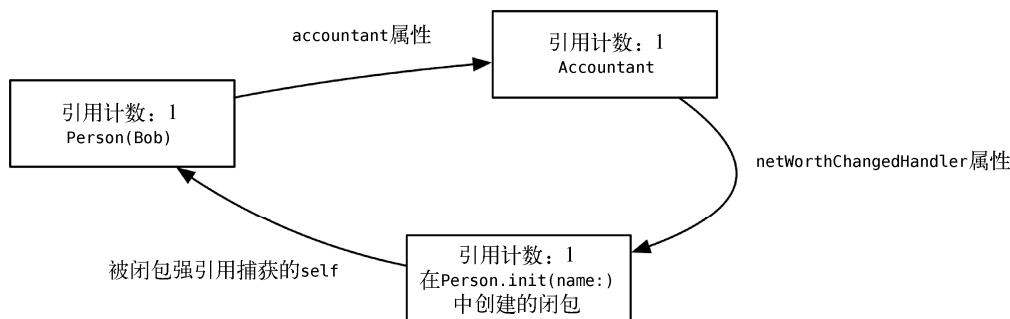 accountant属性
引用计数：1
Accountant
引用计数：1
Person(Bob)
netWorthChangedHandler属性
引用计数：1
在Person.init(name:)
中创建的闭包
被闭包强引用捕获的self